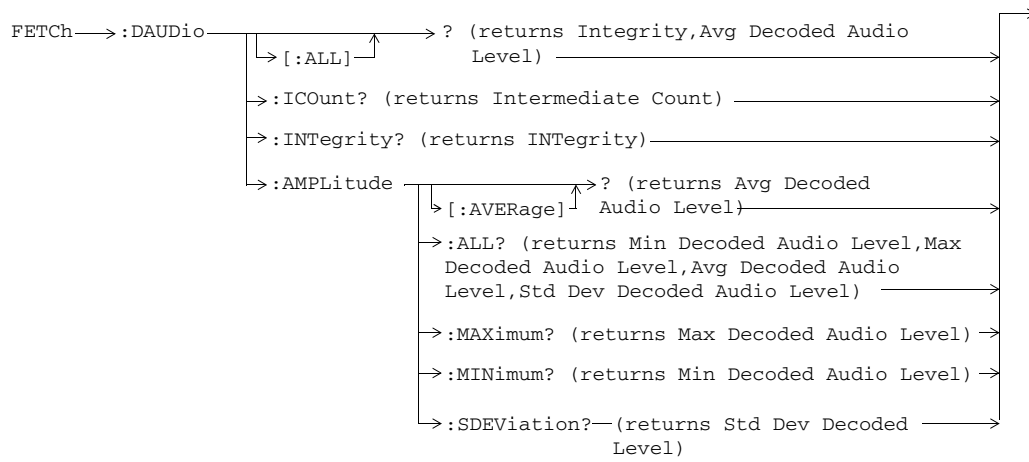 FETCh :DAUDio ? (returns Integrity,Avg Decoded Audio
[:ALL] Level)
:ICOunt? (returns Intermediate Count)
:INTegrity? (returns INTegrity)
:AMPLitude ? (returns Avg Decoded
[:AVERage] Audio Level)
:ALL? (returns Min Decoded Audio Level,Max
Decoded Audio Level,Avg Decoded Audio
Level,Std Dev Decoded Audio Level)
:MAXimum? (returns Max Decoded Audio Level)
:MINimum? (returns Min Decoded Audio Level)
:SDEViation? (returns Std Dev Decoded
Level)